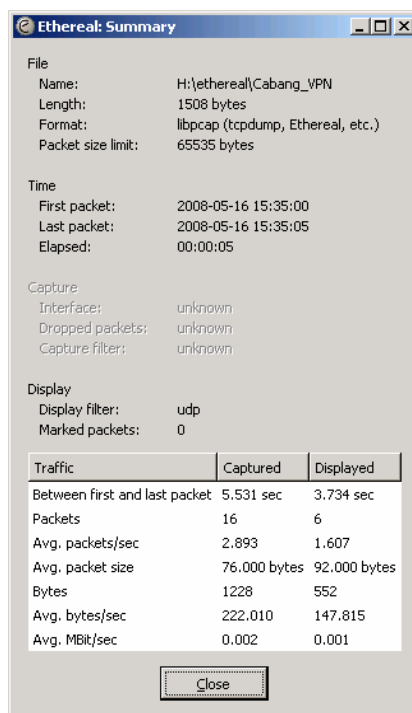 Ethereal: Summary
File
Name: H:\ethereal\Cabang_VPN
Length: 1508 bytes
Format: libpcap (tcpdump, Ethereal, etc.)
Packet size limit: 65535 bytes
Time
First packet: 2008-05-16 15:35:00
Last packet: 2008-05-16 15:35:05
Elapsed: 00:00:05
Capture
Interface: unknown
Dropped packets: unknown
Capture filter: unknown
Display
Display filter: udp
Marked packets: 0
Traffic Captured Displayed
Between first and last packet 5.531 sec 3.734 sec
Packets 16 6
Avg. packets/sec 2.893 1.607
Avg. packet size 76.000 bytes 92.000 bytes
Bytes 1228 552
Avg. bytes/sec 222.010 147.815
Avg. MBit/sec 0.002 0.001
Close